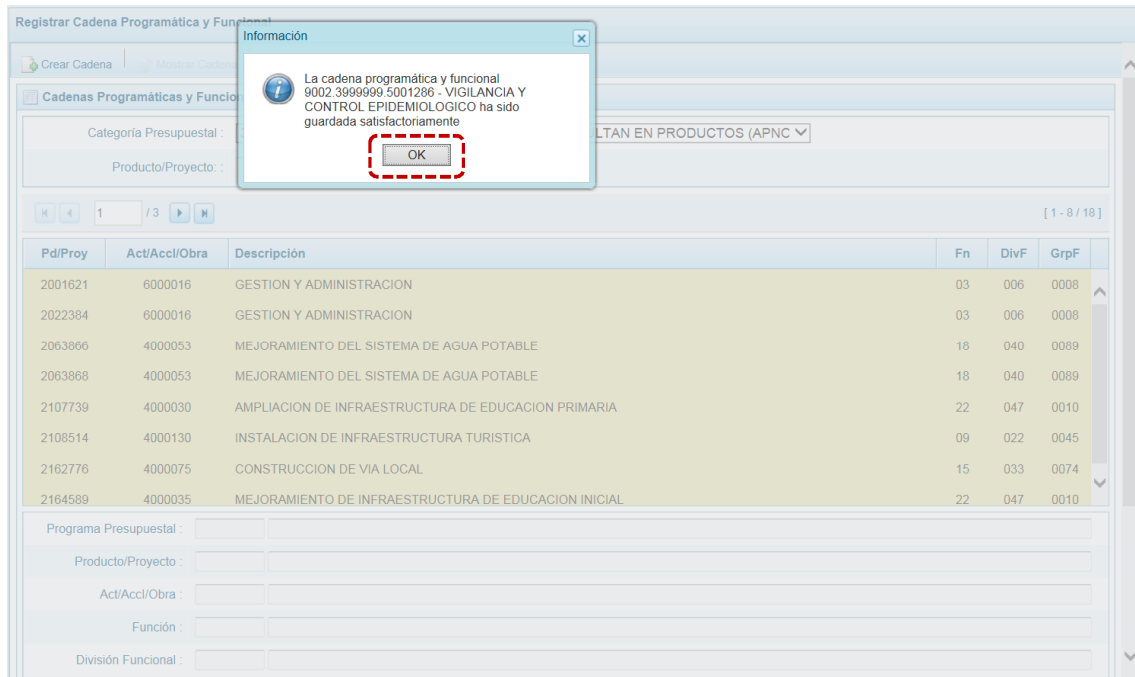 Registrar Cadena Programática y Funcional
Información
Crear Cadena Mostrar Cadena
La cadena programática y funcional
9002.3999999.5001286 - VIGILANCIA Y
CONTROL EPIDEMIOLOGICO ha sido
guardada satisfactoriamente
OK
Cadenas Programáticas y
Categoría Presupuestal : LTAN EN PRODUCTOS (APNC
Producto/Proyecto: :
1 / 3 [ 1 - 8 / 18 ]
Pd/Proy Act/AccI/Obra Descripción Fn DivF GrpF
2001621 6000016 GESTION Y ADMINISTRACION 03 006 0008
2022384 6000016 GESTION Y ADMINISTRACION 03 006 0008
2063866 4000053 MEJORAMIENTO DEL SISTEMA DE AGUA POTABLE 18 040 0089
2063868 4000053 MEJORAMIENTO DEL SISTEMA DE AGUA POTABLE 18 040 0089
2107739 4000030 AMPLIACION DE INFRAESTRUCTURA DE EDUCACION PRIMARIA 22 047 0010
2108514 4000130 INSTALACION DE INFRAESTRUCTURA TURISTICA 09 022 0045
2162776 4000075 CONSTRUCCION DE VIA LOCAL 15 033 0074
2164589 4000035 MEJORAMIENTO DE INFRAESTRUCTURA DE EDUCACION INICIAL 22 047 0010
Programa Presupuestal :
Producto/Proyecto :
Act/AccI/Obra :
Función :
División Funcional :